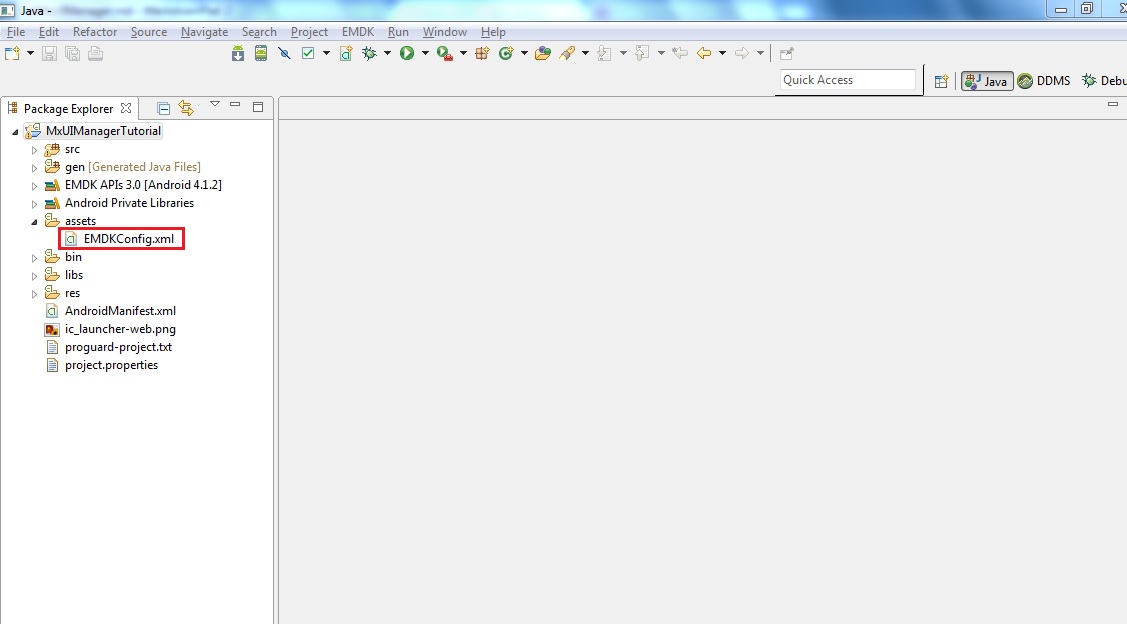 Java -
File Edit Refactor Source Navigate Search Project EMDK Run Window Help
Quick Access
Java DDMS Debu
Package Explorer
MxUIManagerTutorial
src
gen [Generated Java Files]
EMDK APIs 3.0 [Android 4.1.2]
Android Private Libraries
assets
EMDKConfig.xml
bin
libs
res
AndroidManifest.xml
ic_launcher-web.png
proguard-project.txt
project.properties